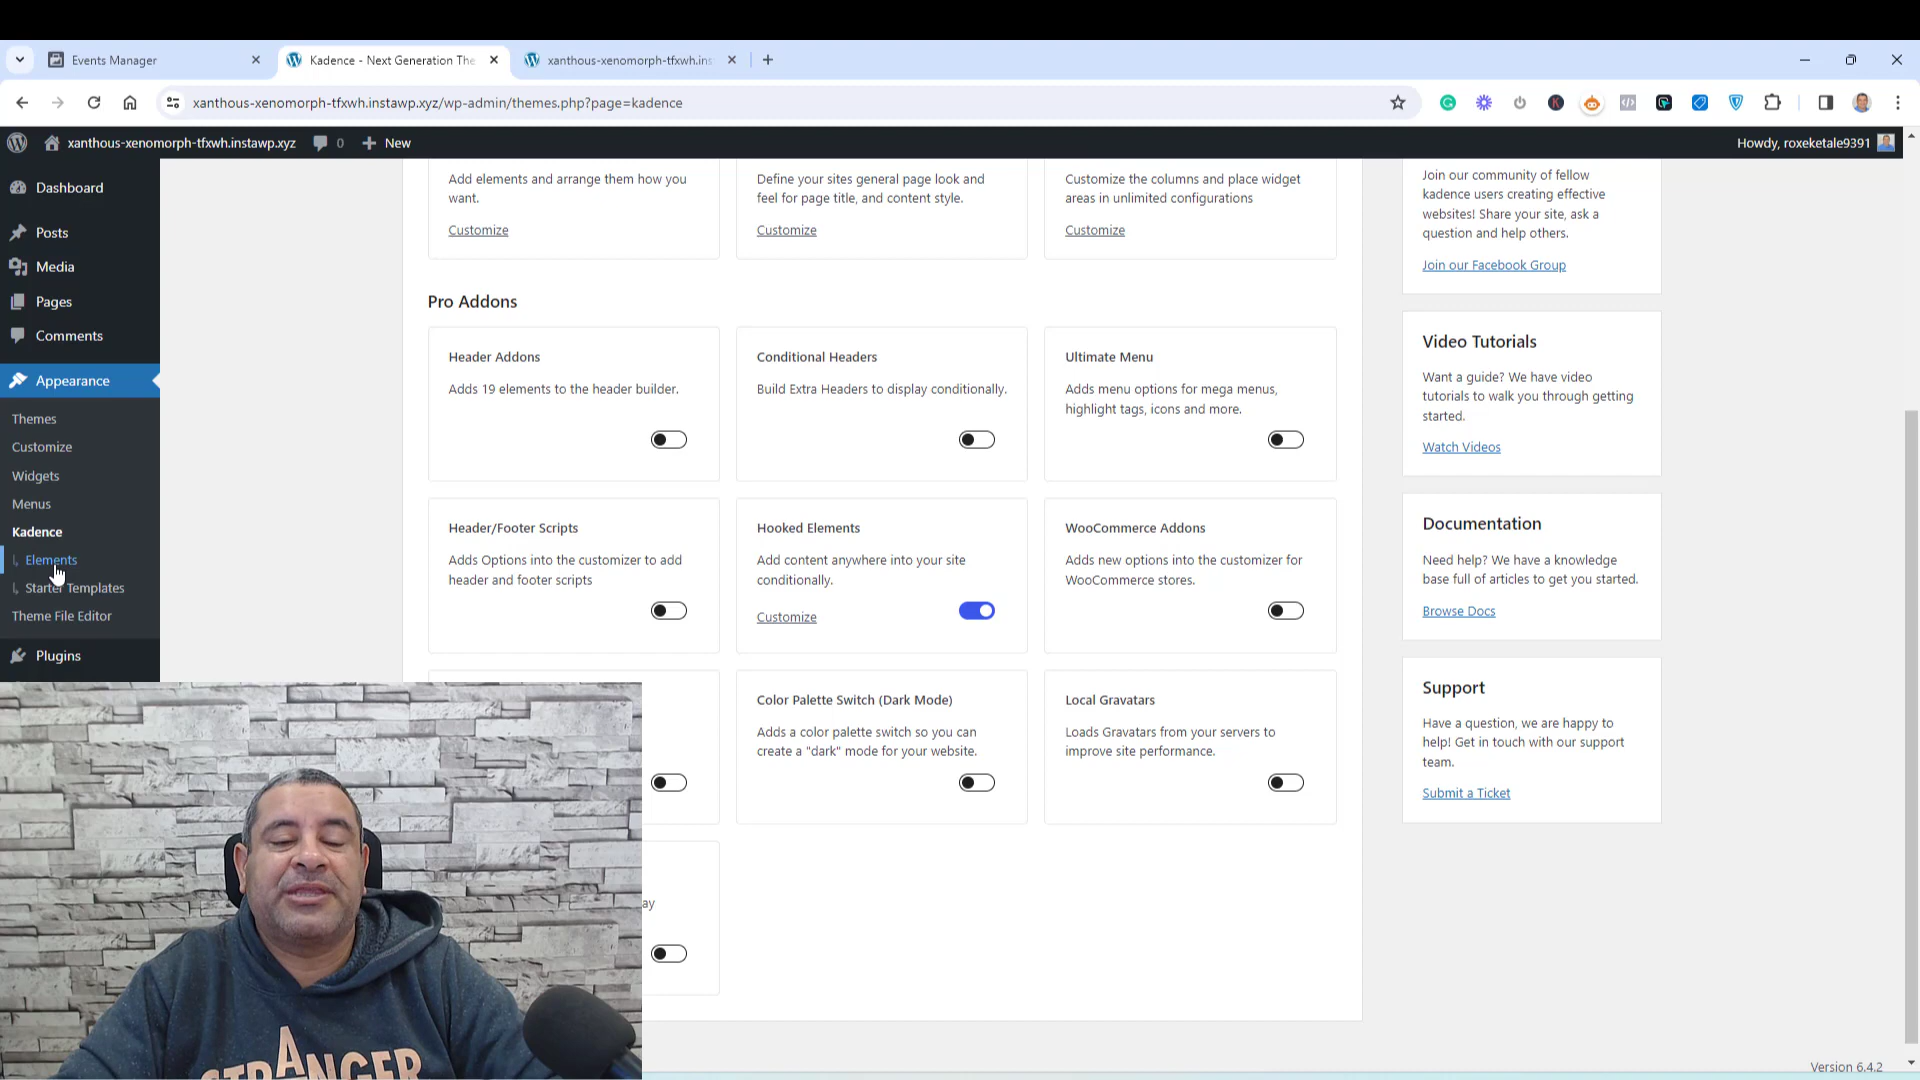 Events Manager
Kadence - Next Generation The
xanthous-xenomorph-tfxwh.ins
xanthous-xenomorph-tfxwh.instawp.xyz/wp-admin/themes.php?page=kadence
xanthous-xenomorph-tfxwh.instawp.xyz
0
New
Howdy, roxeketale9391
Dashboard
Posts
Media
Pages
Comments
Appearance
Themes
Customize
Widgets
Menus
Kadence
Elements
Starter Templates
Theme File Editor
Plugins
Add elements and arrange them how you
want.
Customize
Define your sites general page look and
feel for page title, and content style.
Customize
Customize the columns and place widget
areas in unlimited configurations
Customize
Pro Addons
Header Addons
Adds 19 elements to the header builder.
Conditional Headers
Build Extra Headers to display conditionally.
Ultimate Menu
Adds menu options for mega menus,
highlight tags, icons and more.
Header/Footer Scripts
Adds Options into the customizer to add
header and footer scripts
Hooked Elements
Add content anywhere into your site
conditionally.
Customize
WooCommerce Addons
Adds new options into the customizer for
WooCommerce stores.
Color Palette Switch (Dark Mode)
Adds a color palette switch so you can
create a "dark" mode for your website.
Local Gravatars
Loads Gravatars from your servers to
improve site performance.
ay
Join our community of fellow
kadence users creating effective
websites! Share your site, ask a
question and help others.
Join our Facebook Group
Video Tutorials
Want a guide? We have video
tutorials to walk you through getting
started.
Watch Videos
Documentation
Need help? We have a knowledge
base full of articles to get you started.
Browse Docs
Support
Have a question, we are happy to
help! Get in touch with our support
team.
Submit a Ticket
Version 6.4.2
STRANGER